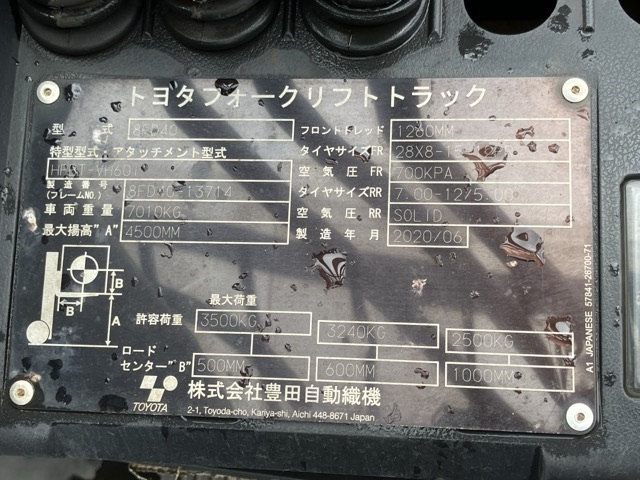 トヨタフォークリフトトラック
型式 8FD40 フロントトレッド 1260MM
特型型式・アタッチメント型式 タイヤサイズFR 28X8-15
空気圧FR 700KPA
製造番号 (フレームNO.) 8FD40-13714 タイヤサイズRR 7.00-12/5.00
車両重量 7010KG 空気圧RR SOLID
最大揚高"A" 4500MM 製造年月 2020/06
B
B
A
最大荷重
許容荷重 3500KG 3240KG 2500KG
ロードセンター"B" 500MM 600MM 1000MM
TOYOTA 株式会社豊田自動織機
2-1, Toyoda-cho, Kariya-shi, Aichi 448-8671 Japan
A1 JAPANESE 57841-26700-71